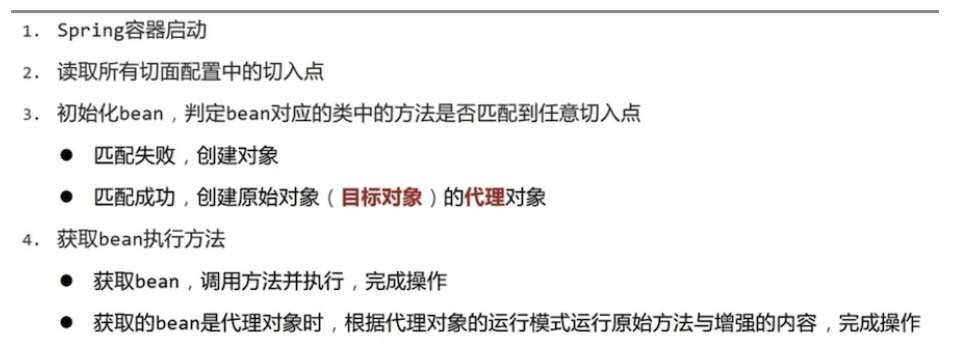 1. Spring容器启动
2. 读取所有切面配置中的切入点
3. 初始化bean，判定bean对应的类中的方法是否匹配到任意切入点
● 匹配失败，创建对象
● 匹配成功，创建原始对象（目标对象）的代理对象
4. 获取bean执行方法
● 获取bean，调用方法并执行，完成操作
● 获取的bean是代理对象时，根据代理对象的运行模式运行原始方法与增强的内容，完成操作